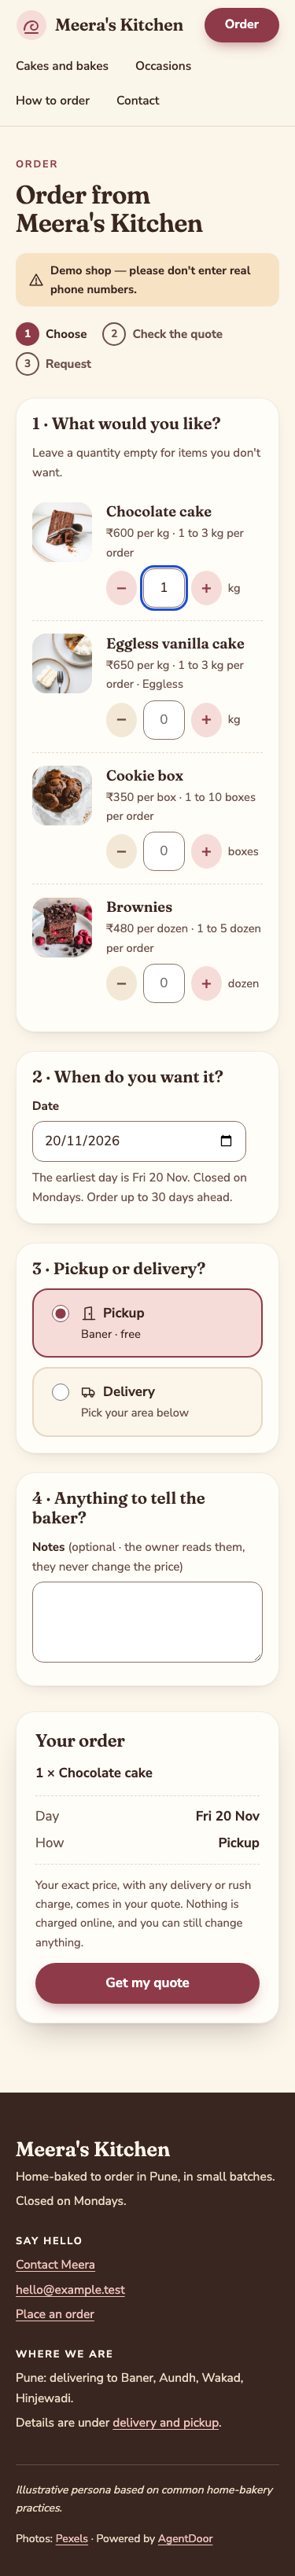 Meera's Kitchen
Order
Cakes and bakes
Occasions
How to order
Contact
ORDER
Order from
Meera's Kitchen
Demo shop — please don't enter real
phone numbers.
1 Choose
2 Check the quote
3 Request
1 · What would you like?
Leave a quantity empty for items you don't
want.
Chocolate cake
₹600 per kg · 1 to 3 kg per
order
− 1 + kg
Eggless vanilla cake
₹650 per kg · 1 to 3 kg per
order · Eggless
− 0 + kg
Cookie box
₹350 per box · 1 to 10 boxes
per order
− 0 + boxes
Brownies
₹480 per dozen · 1 to 5 dozen
per order
− 0 + dozen
2 · When do you want it?
Date
20/11/2026
The earliest day is Fri 20 Nov. Closed on
Mondays. Order up to 30 days ahead.
3 · Pickup or delivery?
Pickup
Baner · free
Delivery
Pick your area below
4 · Anything to tell the
baker?
Notes (optional · the owner reads them,
they never change the price)
Your order
1 × Chocolate cake
Day Fri 20 Nov
How Pickup
Your exact price, with any delivery or rush
charge, comes in your quote. Nothing is
charged online, and you can still change
anything.
Get my quote
Meera's Kitchen
Home-baked to order in Pune, in small batches.
Closed on Mondays.
SAY HELLO
Contact Meera
hello@example.test
Place an order
WHERE WE ARE
Pune: delivering to Baner, Aundh, Wakad,
Hinjewadi.
Details are under delivery and pickup.
Illustrative persona based on common home-bakery
practices.
Photos: Pexels · Powered by AgentDoor